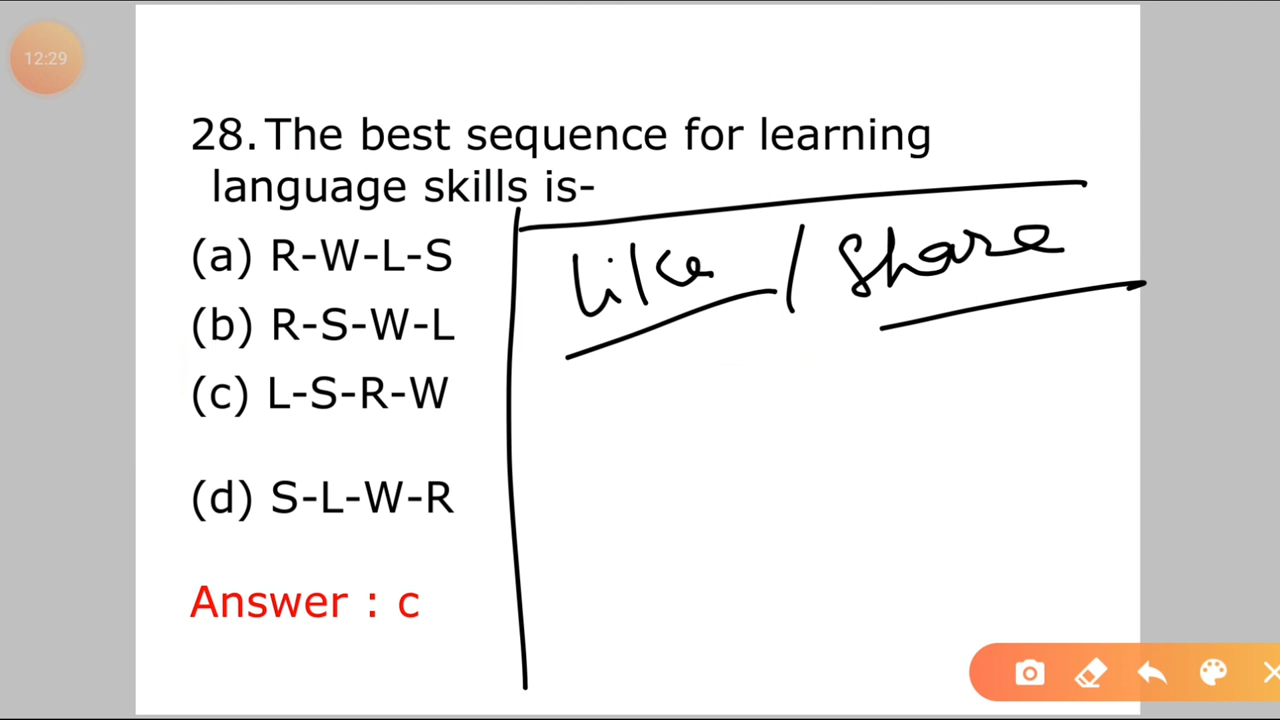 12:29
28. The best sequence for learning
language skills is-
(a) R-W-L-S
Like / Share
(b) R-S-W-L
(c) L-S-R-W
(d) S-L-W-R
Answer : c